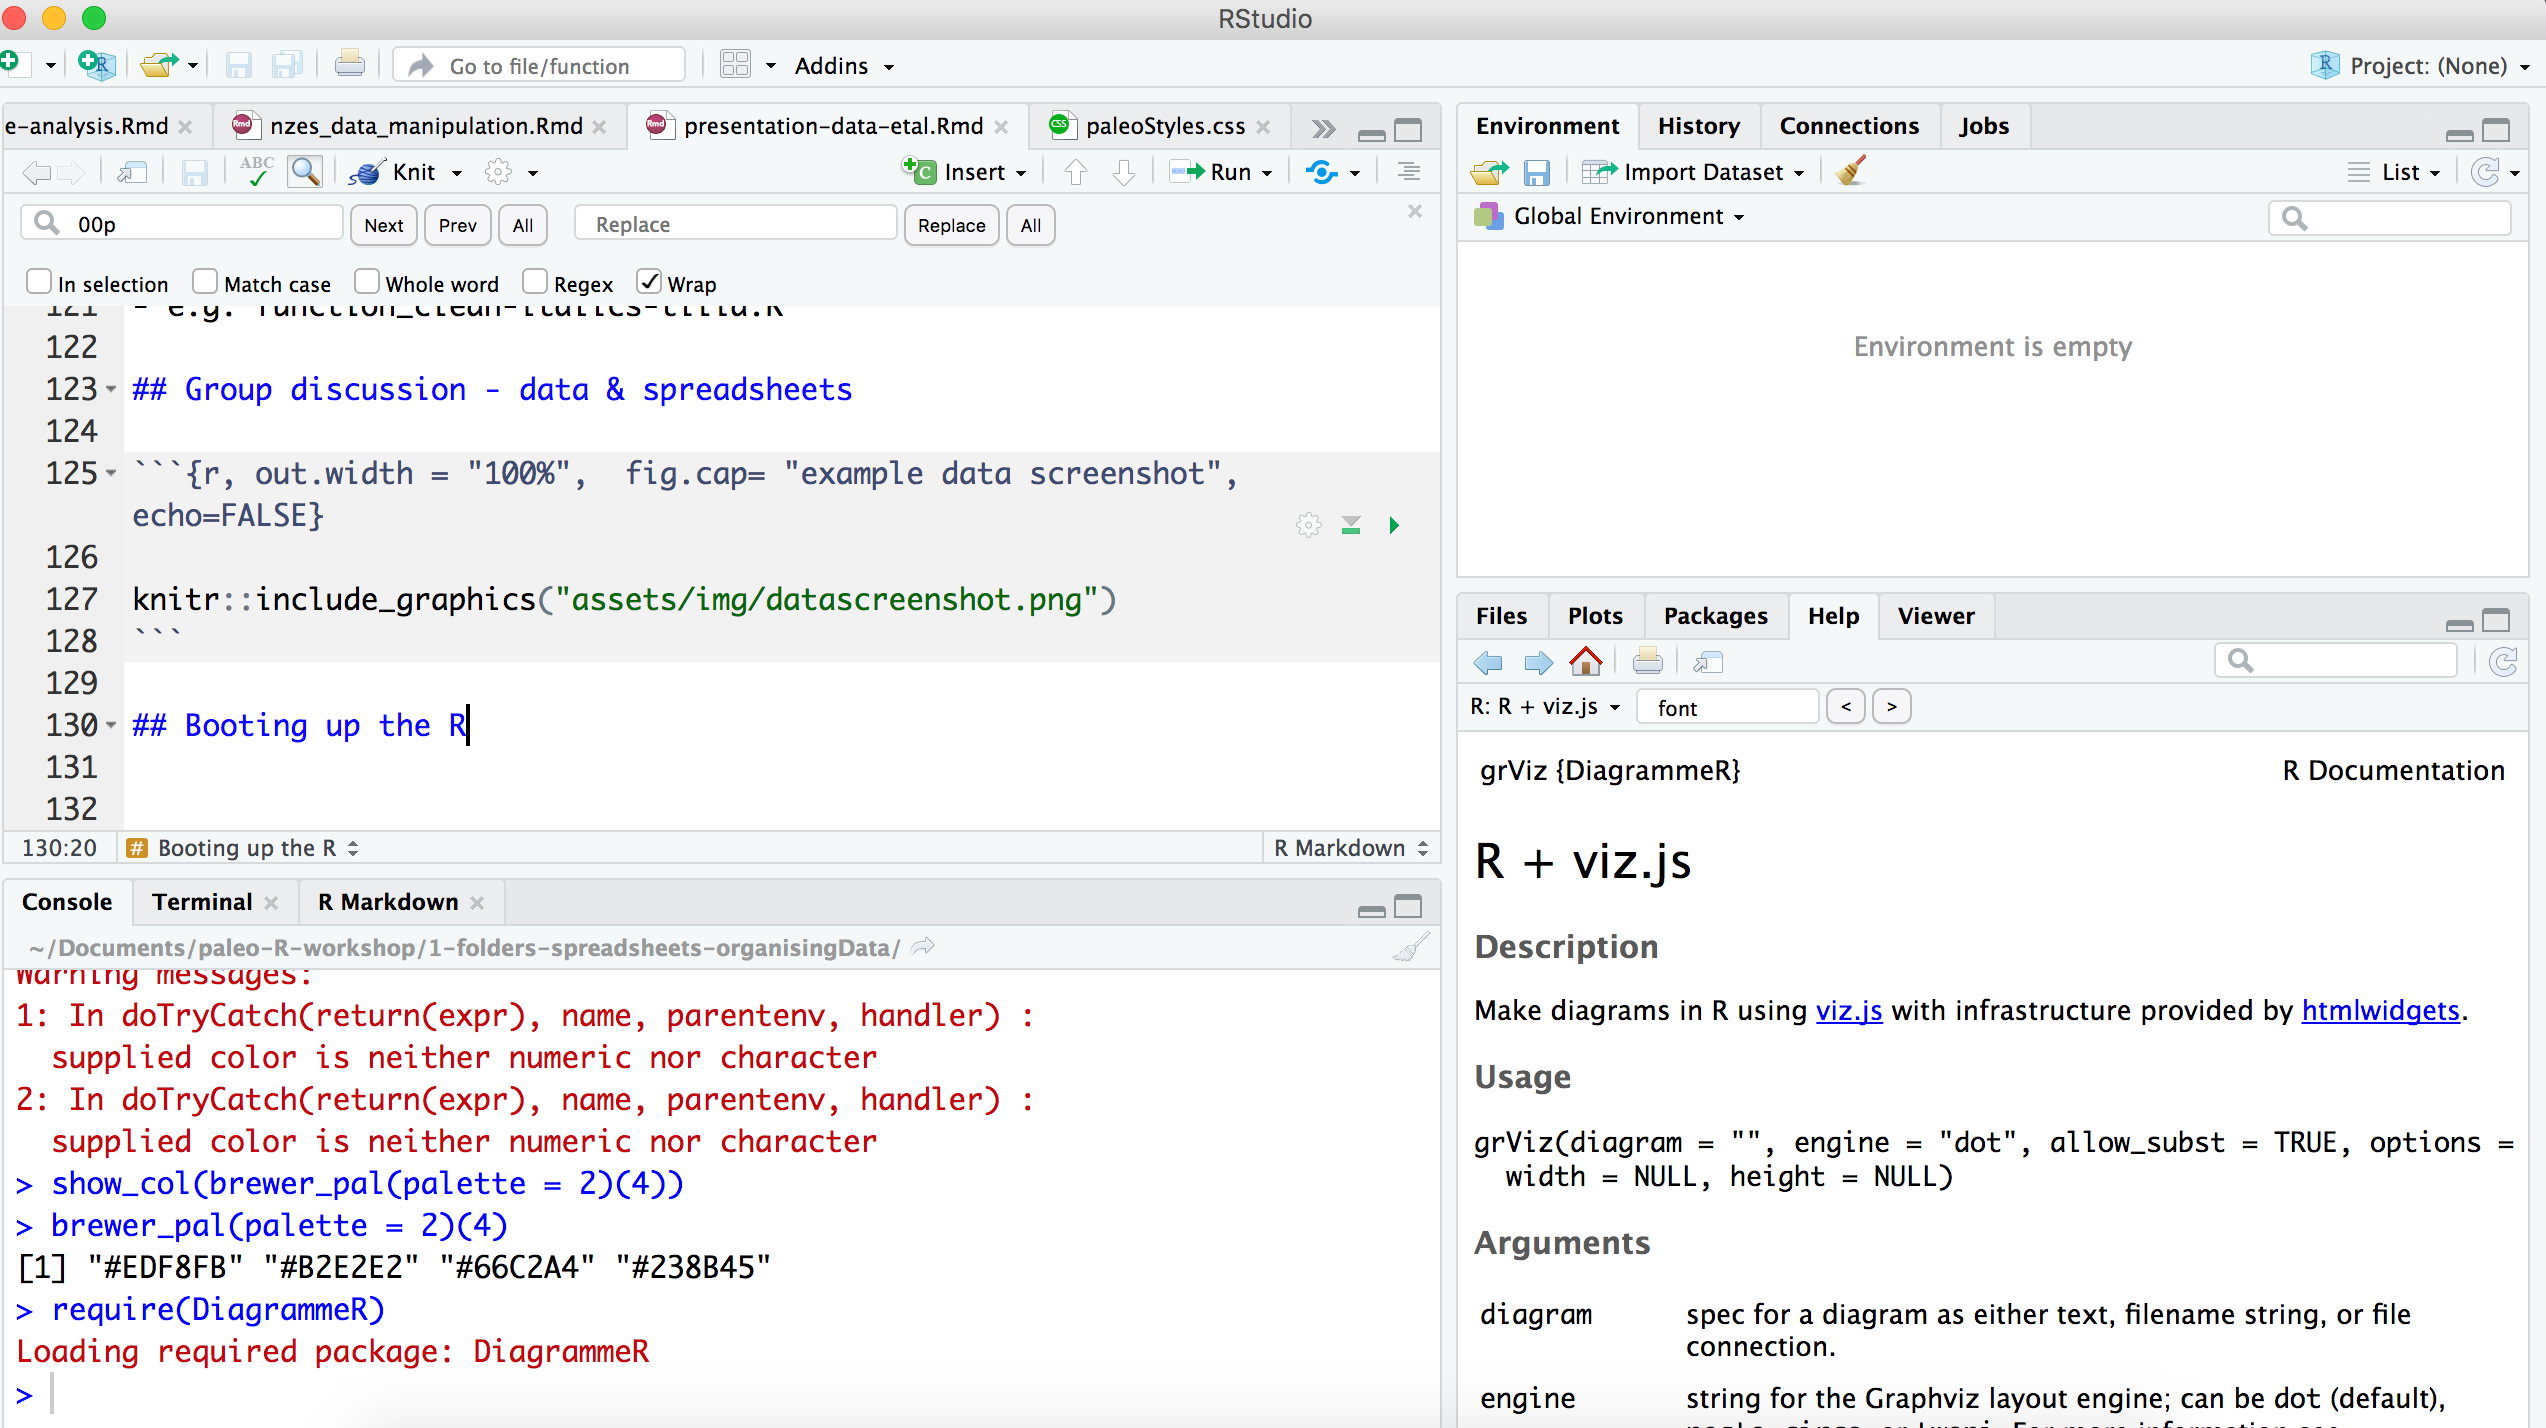 RStudio
Go to file/function
Addins
Project: (None)
e-analysis.Rmd
nzes_data_manipulation.Rmd
presentation-data-etal.Rmd
paleoStyles.css
ABC
Knit
Insert
Run
00p
Next
Prev
All
Replace
Replace
All
In selection
Match case
Whole word
Regex
Wrap
121 - e.g. function_clean-italics-
122
123 ## Group discussion - data & spreadsheets
124
125 ```{r, out.width = "100%",  fig.cap= "example data screenshot",
echo=FALSE}
126
127 knitr::include_graphics("assets/img/datascreenshot.png")
128 ```
129
130 ## Booting up the R
131
132
130:20
# Booting up the R
R Markdown
Console
Terminal
R Markdown
~/Documents/paleo-R-workshop/1-folders-spreadsheets-organisingData/
Warning messages:
1: In doTryCatch(return(expr), name, parentenv, handler) :
  supplied color is neither numeric nor character
2: In doTryCatch(return(expr), name, parentenv, handler) :
  supplied color is neither numeric nor character
> show_col(brewer_pal(palette = 2)(4))
> brewer_pal(palette = 2)(4)
[1] "#EDF8FB" "#B2E2E2" "#66C2A4" "#238B45"
> require(DiagrammeR)
Loading required package: DiagrammeR
>
Environment
History
Connections
Jobs
Import Dataset
List
Global Environment
Environment is empty
Files
Plots
Packages
Help
Viewer
R: R + viz.js
font
<
>
grViz {DiagrammeR}
R Documentation
R + viz.js
Description
Make diagrams in R using viz.js with infrastructure provided by htmlwidgets.
Usage
grViz(diagram = "", engine = "dot", allow_subst = TRUE, options =
  width = NULL, height = NULL)
Arguments
diagram
spec for a diagram as either text, filename string, or file
connection.
engine
string for the Graphviz layout engine; can be dot (default),